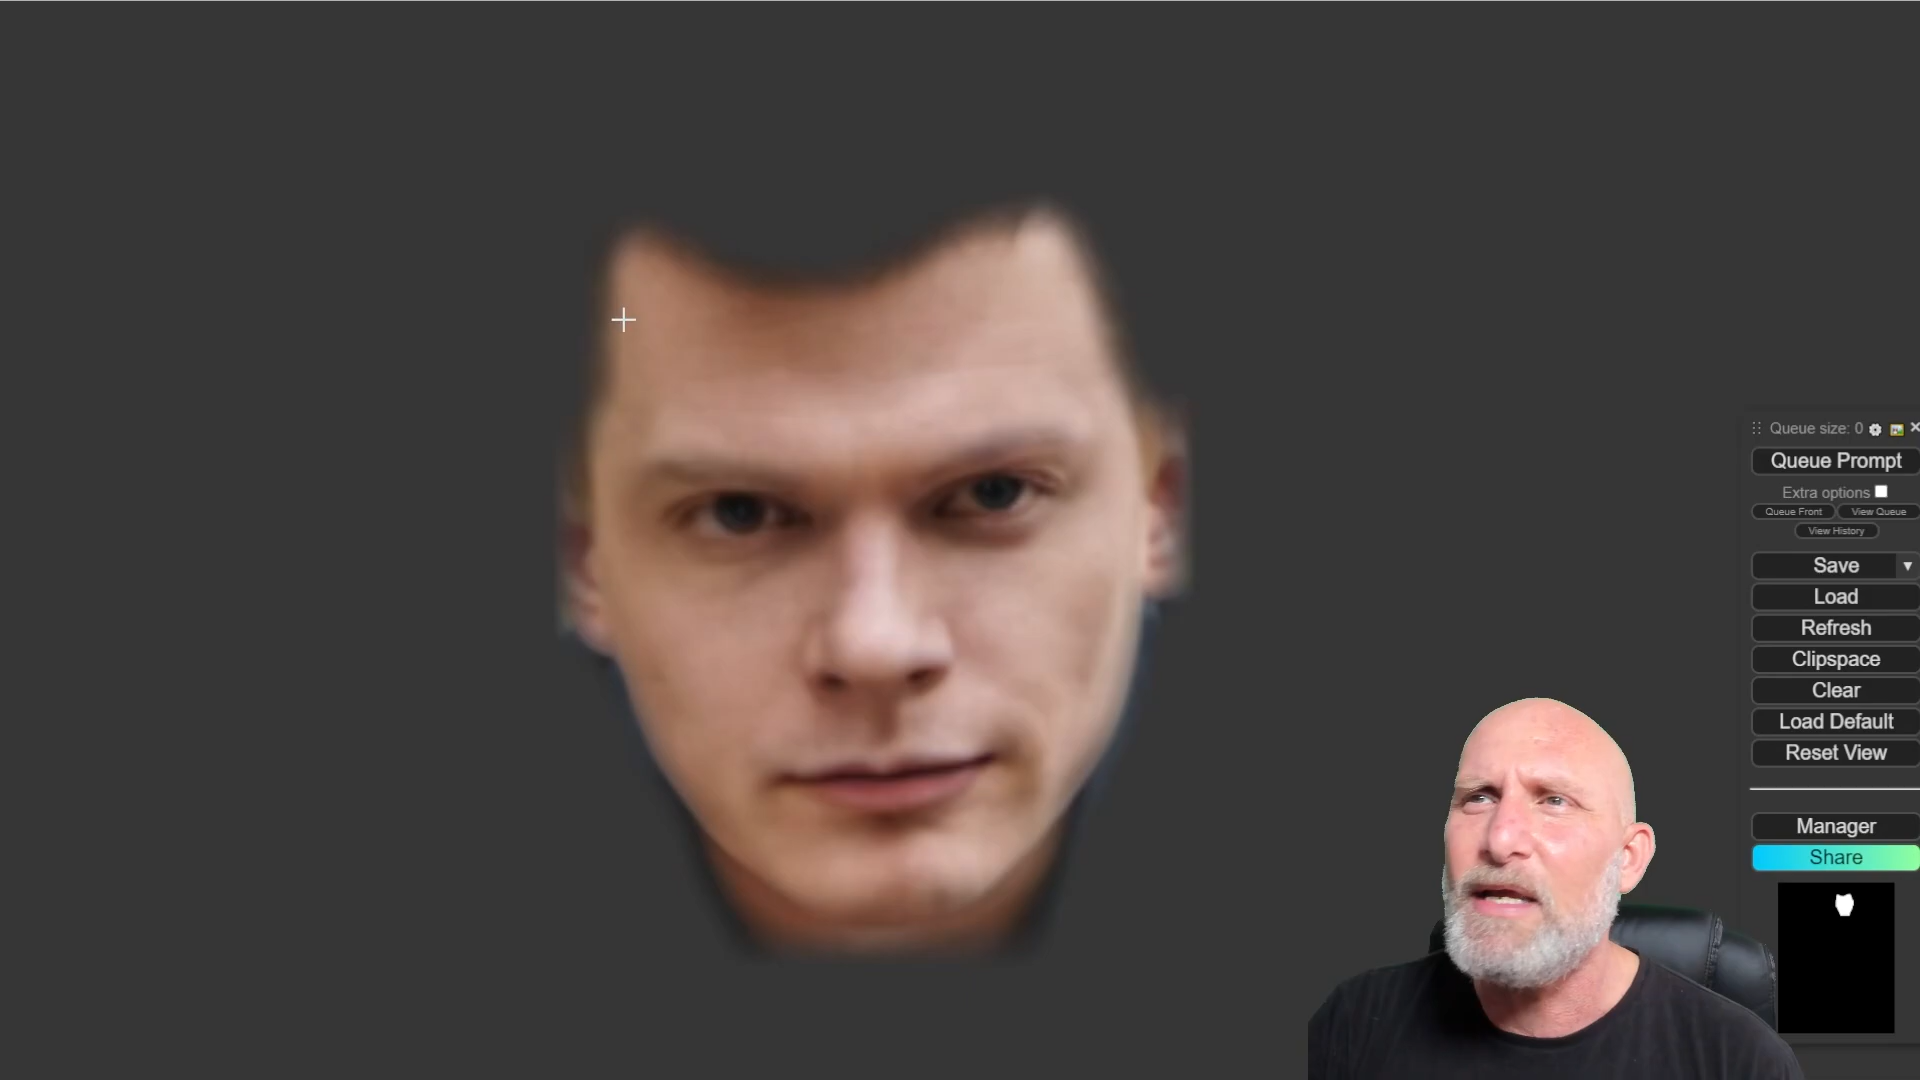 Queue size: 0
Queue Prompt
Extra options
Queue Front View Queue
View History
Save
Load
Refresh
Clipspace
Clear
Load Default
Reset View
Manager
Share